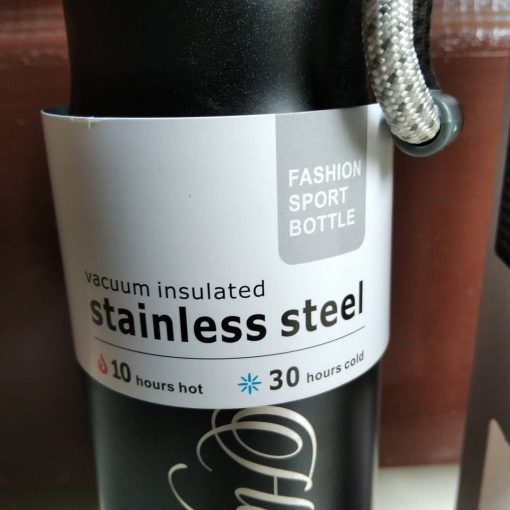 FASHION
SPORT
BOTTLE
vacuum insulated
stainless steel
10 hours hot
30 hours cold